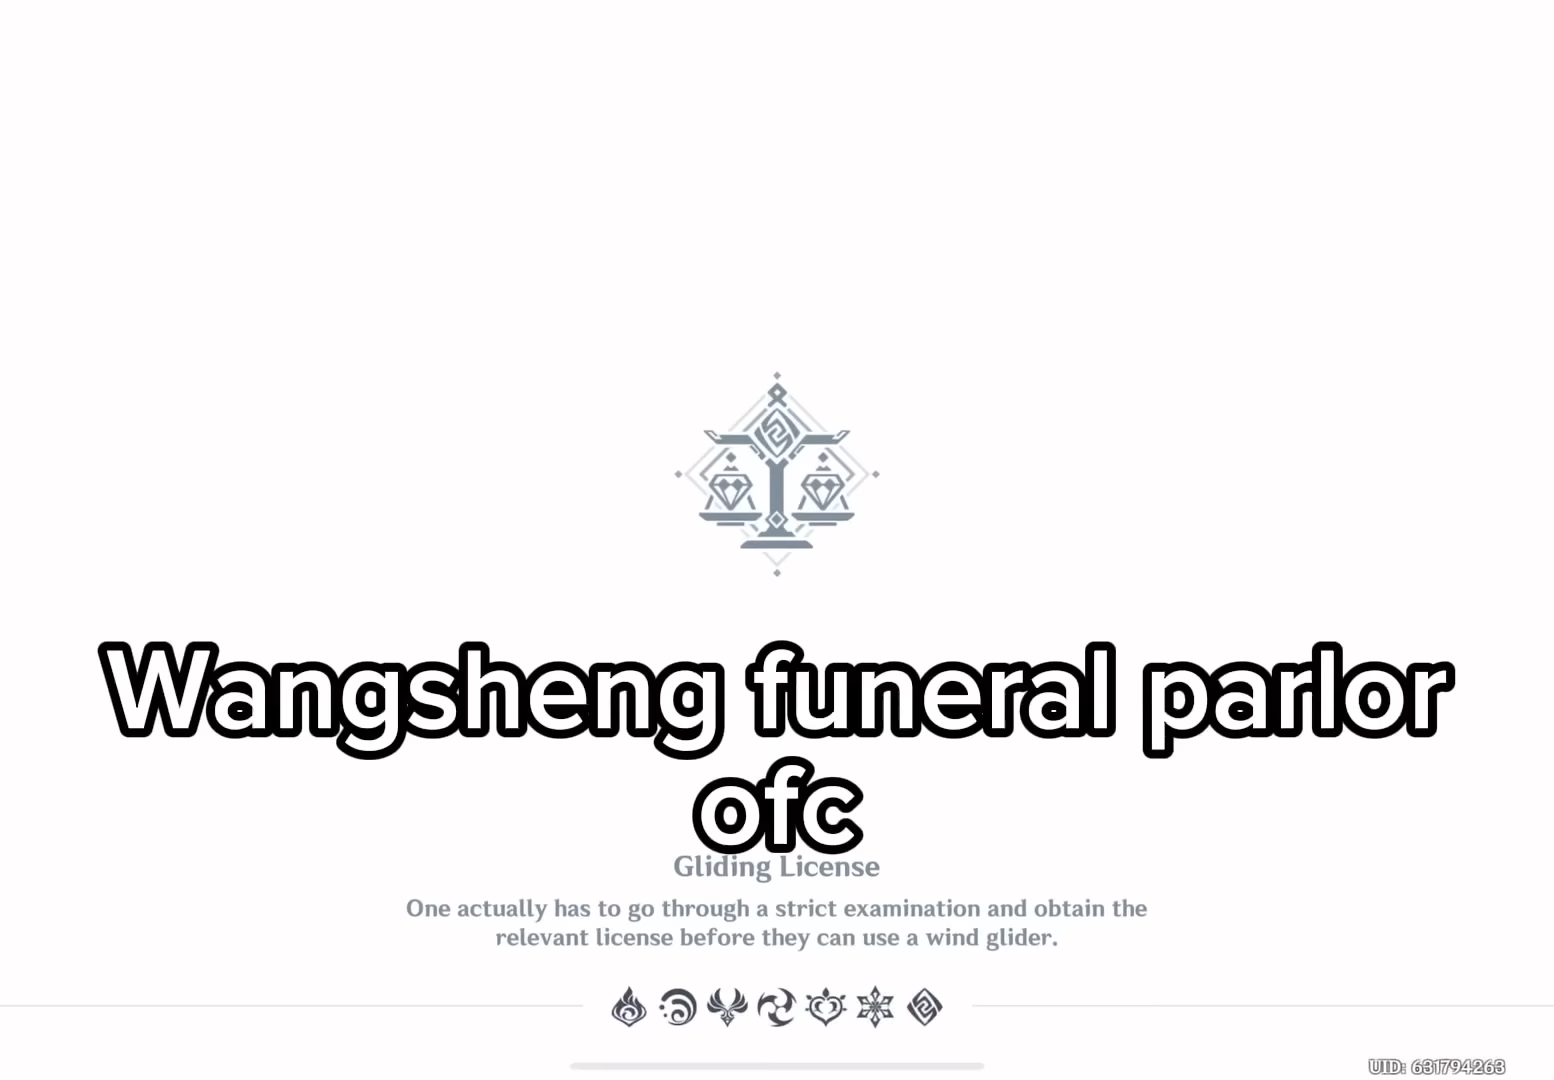 Wangsheng funeral parlor
ofc
Gliding License
One actually has to go through a strict examination and obtain the
relevant license before they can use a wind glider.
UID: 631794263